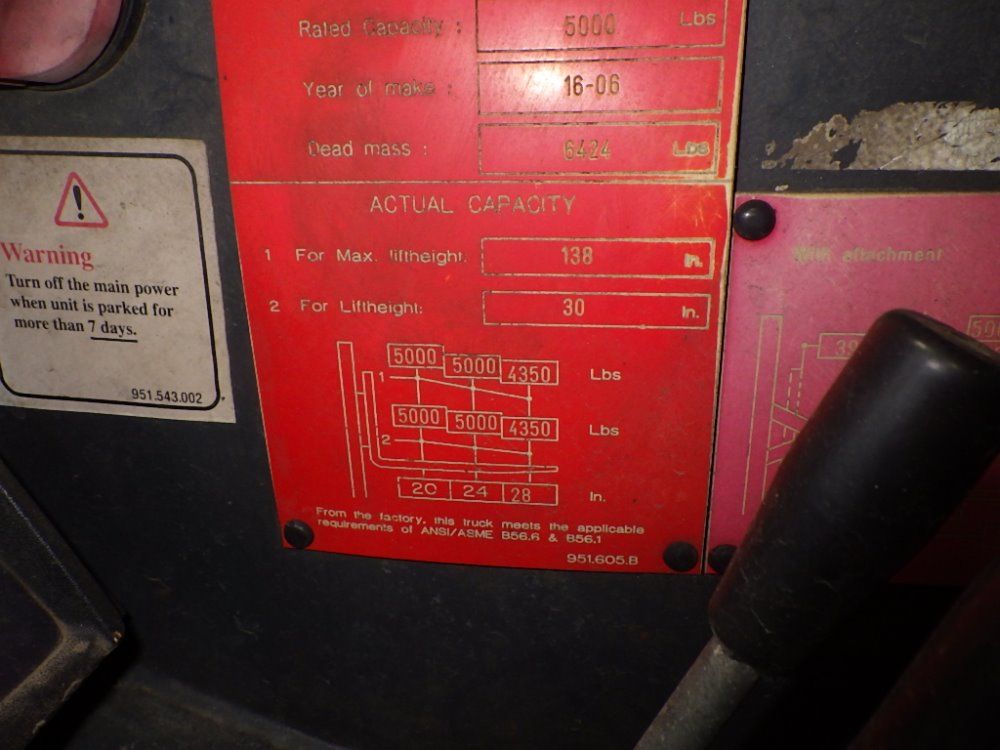 Rated Capacity : 5000 Lbs
Year of make : 16-06
Dead mass : 6424 Lbs
ACTUAL CAPACITY
1 For Max. liftheight: 138 In.
2 For Liftheight: 30 In.
5000 5000 4350 Lbs
1
5000 5000 4350 Lbs
2
20 24 28 In.
From the factory, this truck meets the applicable
requirements of ANSI/ASME B56.6 & B56.1
951.605.B
Warning
Turn off the main power
when unit is parked for
more than 7 days.
951.543.002
With attachment